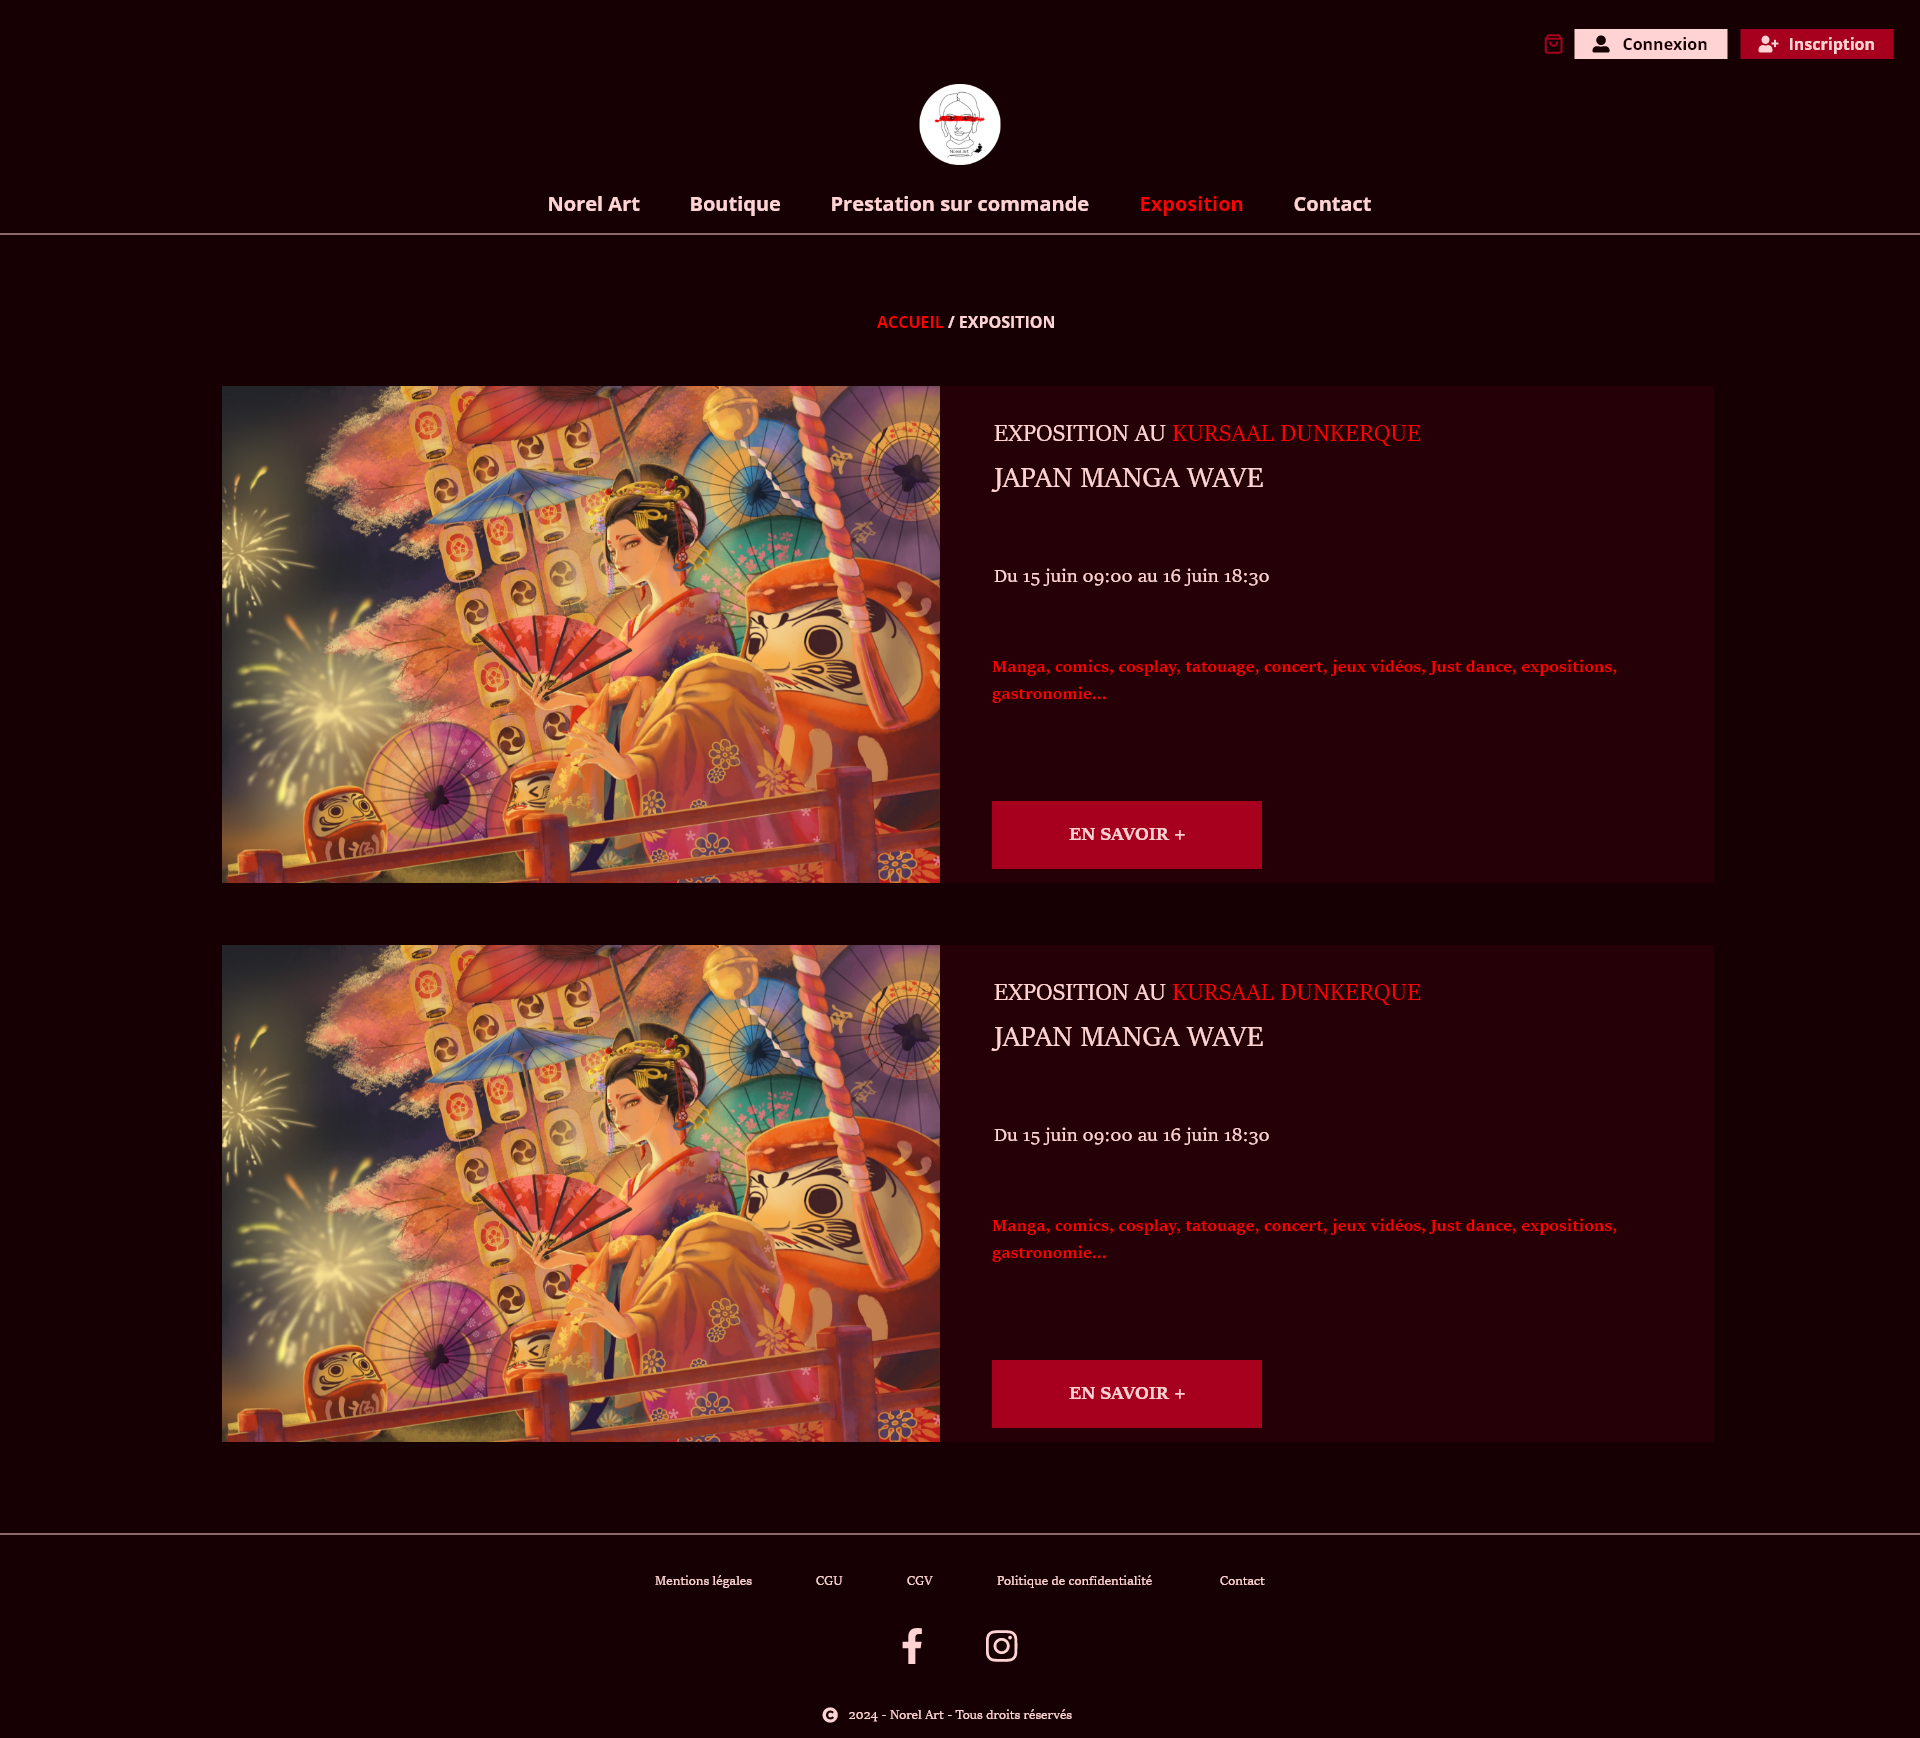 Connexion
Inscription
Norel Art
Norel Art
Boutique
Prestation sur commande
Exposition
Contact
ACCUEIL / EXPOSITION
EXPOSITION AU KURSAAL DUNKERQUE
JAPAN MANGA WAVE
Du 15 juin 09:00 au 16 juin 18:30
Manga, comics, cosplay, tatouage, concert, jeux vidéos, Just dance, expositions,
gastronomie...
EN SAVOIR +
EXPOSITION AU KURSAAL DUNKERQUE
JAPAN MANGA WAVE
Du 15 juin 09:00 au 16 juin 18:30
Manga, comics, cosplay, tatouage, concert, jeux vidéos, Just dance, expositions,
gastronomie...
EN SAVOIR +
Mentions légales
CGU
CGV
Politique de confidentialité
Contact
2024 - Norel Art - Tous droits réservés